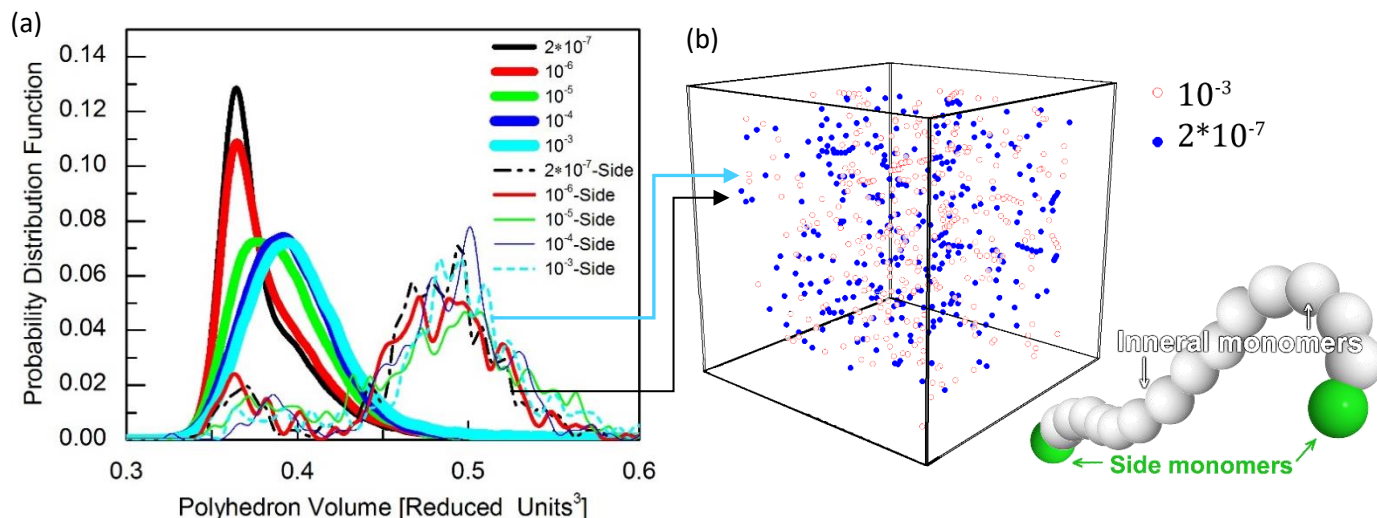 (a)
Probability Distribution Function
0.14
0.12
0.10
0.08
0.06
0.04
0.02
0.00
0.3
0.4
0.5
0.6
Polyhedron Volume [Reduced Units³]
2*10⁻⁷
10⁻⁶
10⁻⁵
10⁻⁴
10⁻³
2*10⁻⁷-Side
10⁻⁶-Side
10⁻⁵-Side
10⁻⁴-Side
10⁻³-Side
(b)
10⁻³
2*10⁻⁷
Inneral monomers
Side monomers